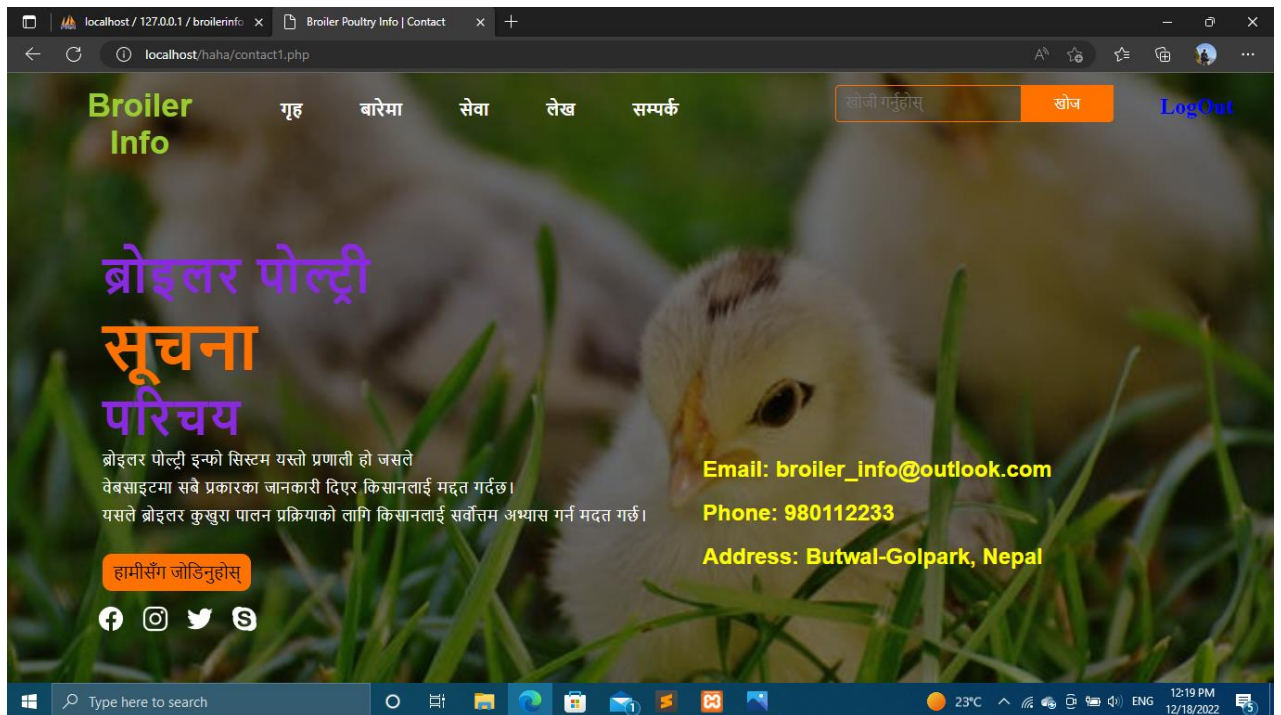 localhost / 127.0.0.1 / broilerinfo
Broiler Poultry Info | Contact
localhost/haha/contact1.php
Broiler
Info
गृह बारेमा सेवा लेख सम्पर्क
खोजी गर्नुहोस्
खोज
LogOut
ब्रोइलर पोल्ट्री
सूचना
परिचय
ब्रोइलर पोल्ट्री इन्फो सिस्टम यस्तो प्रणाली हो जसले
वेबसाइटमा सबै प्रकारका जानकारी दिएर किसानलाई मद्दत गर्दछ।
यसले ब्रोइलर कुखुरा पालन प्रक्रियाको लागि किसानलाई सर्वोत्तम अभ्यास गर्न मदत गर्छ।
हामीसँग जोडिनुहोस्
Email: broiler_info@outlook.com
Phone: 980112233
Address: Butwal-Golpark, Nepal
Type here to search
1
23°C
ENG
12:19 PM
12/18/2022
5